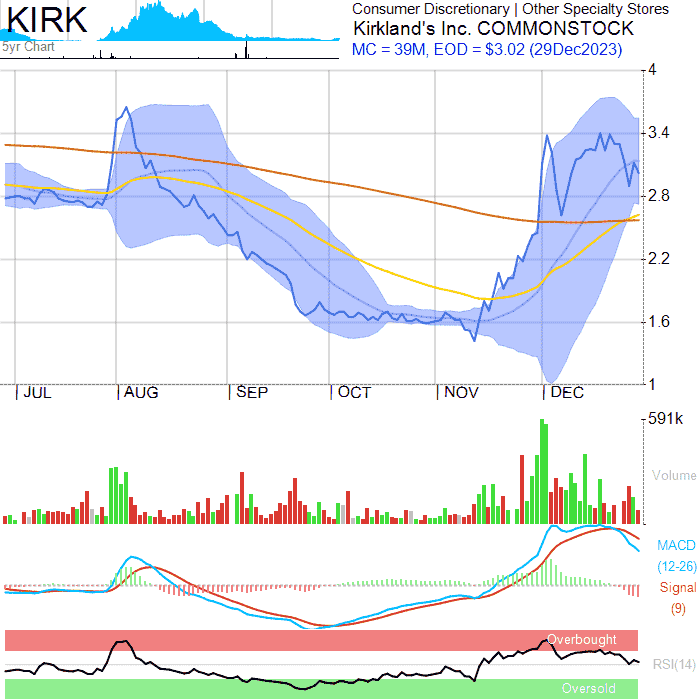 KIRK
5yr Chart
Consumer Discretionary | Other Specialty Stores
Kirkland's Inc. COMMONSTOCK
MC = 39M, EOD = $3.02 (29Dec2023)
4
3.4
2.8
2.2
1.6
1
JUL AUG SEP OCT NOV DEC
591k
Volume
MACD
(12-26)
Signal
(9)
Overbought
RSI(14)
Oversold